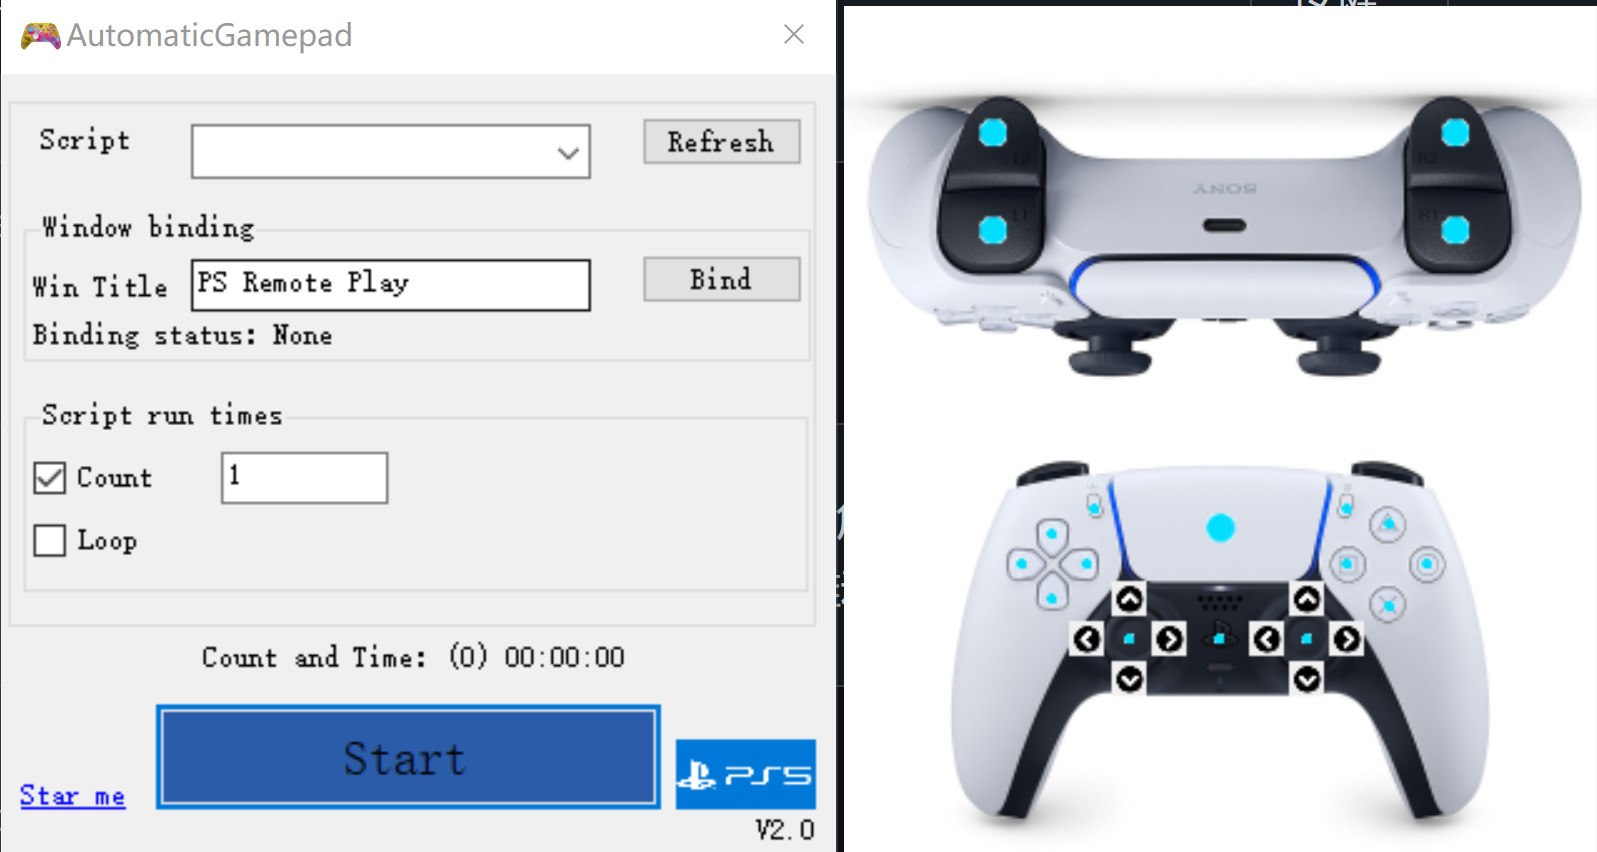 AutomaticGamepad
Script
Refresh
Window binding
Win Title
PS Remote Play
Bind
Binding status: None
Script run times
Count
1
Loop
Count and Time: (0) 00:00:00
Start
Star me
PS5
V2.0
L2
R2
SONY
L1
R1